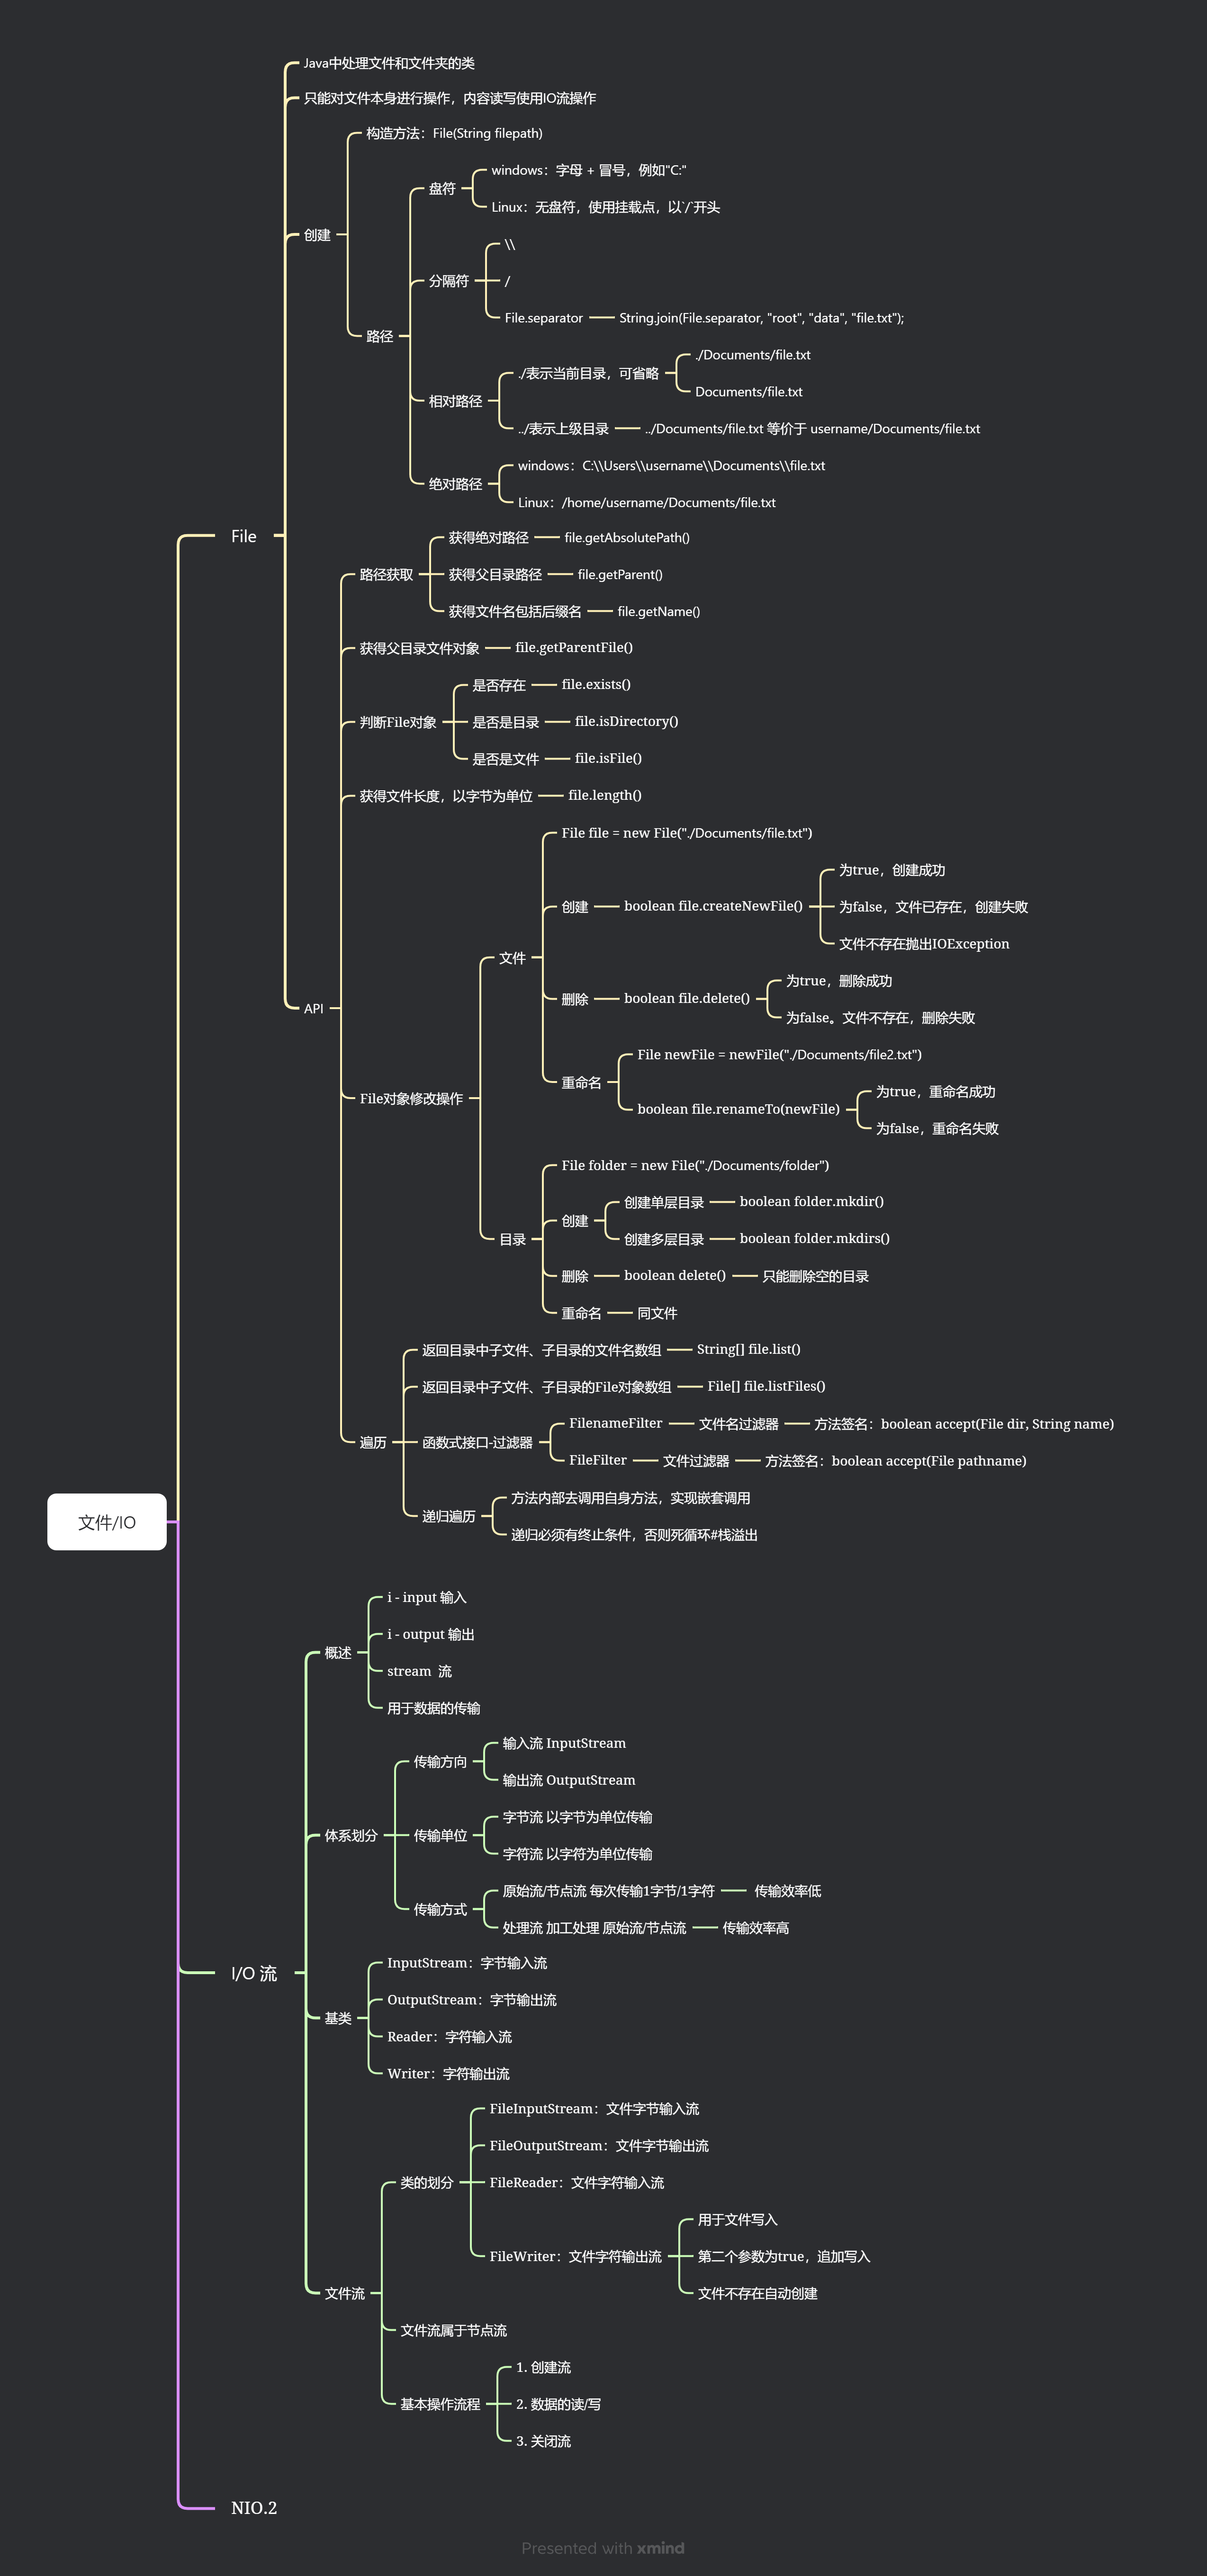 Java中处理文件和文件夹的类
只能对文件本身进行操作，内容读写使用IO流操作
构造方法：File(String filepath)
windows：字母 + 冒号，例如"C:"
盘符
Linux：无盘符，使用挂载点，以`/`开头
创建
\\
分隔符
/
File.separator
String.join(File.separator, "root", "data", "file.txt");
路径
./Documents/file.txt
./表示当前目录，可省略
Documents/file.txt
相对路径
../表示上级目录
../Documents/file.txt 等价于 username/Documents/file.txt
windows：C:\\Users\\username\\Documents\\file.txt
绝对路径
Linux：/home/username/Documents/file.txt
File
获得绝对路径
file.getAbsolutePath()
路径获取
获得父目录路径
file.getParent()
获得文件名包括后缀名
file.getName()
获得父目录文件对象
file.getParentFile()
是否存在
file.exists()
判断File对象
是否是目录
file.isDirectory()
是否是文件
file.isFile()
获得文件长度，以字节为单位
file.length()
File file = new File("./Documents/file.txt")
为true，创建成功
创建
boolean file.createNewFile()
为false，文件已存在，创建失败
文件不存在抛出IOException
文件
为true，删除成功
删除
boolean file.delete()
为false。文件不存在，删除失败
API
File newFile = newFile("./Documents/file2.txt")
重命名
为true，重命名成功
boolean file.renameTo(newFile)
为false，重命名失败
File对象修改操作
File folder = new File("./Documents/folder")
创建单层目录
boolean folder.mkdir()
创建
创建多层目录
boolean folder.mkdirs()
目录
删除
boolean delete()
只能删除空的目录
重命名
同文件
返回目录中子文件、子目录的文件名数组
String[] file.list()
返回目录中子文件、子目录的File对象数组
File[] file.listFiles()
FilenameFilter
文件名过滤器
方法签名：boolean accept(File dir, String name)
遍历
函数式接口-过滤器
FileFilter
文件过滤器
方法签名：boolean accept(File pathname)
方法内部去调用自身方法，实现嵌套调用
递归遍历
递归必须有终止条件，否则死循环#栈溢出
文件/IO
i - input 输入
i - output 输出
概述
stream  流
用于数据的传输
输入流 InputStream
传输方向
输出流 OutputStream
字节流 以字节为单位传输
体系划分
传输单位
字符流 以字符为单位传输
原始流/节点流 每次传输1字节/1字符
传输效率低
传输方式
处理流 加工处理 原始流/节点流
传输效率高
InputStream：字节输入流
I/O 流
OutputStream：字节输出流
基类
Reader：字符输入流
Writer：字符输出流
FileInputStream：文件字节输入流
FileOutputStream：文件字节输出流
类的划分
FileReader：文件字符输入流
用于文件写入
FileWriter：文件字符输出流
第二个参数为true，追加写入
文件不存在自动创建
文件流
文件流属于节点流
1. 创建流
基本操作流程
2. 数据的读/写
3. 关闭流
NIO.2
Presented with xmind